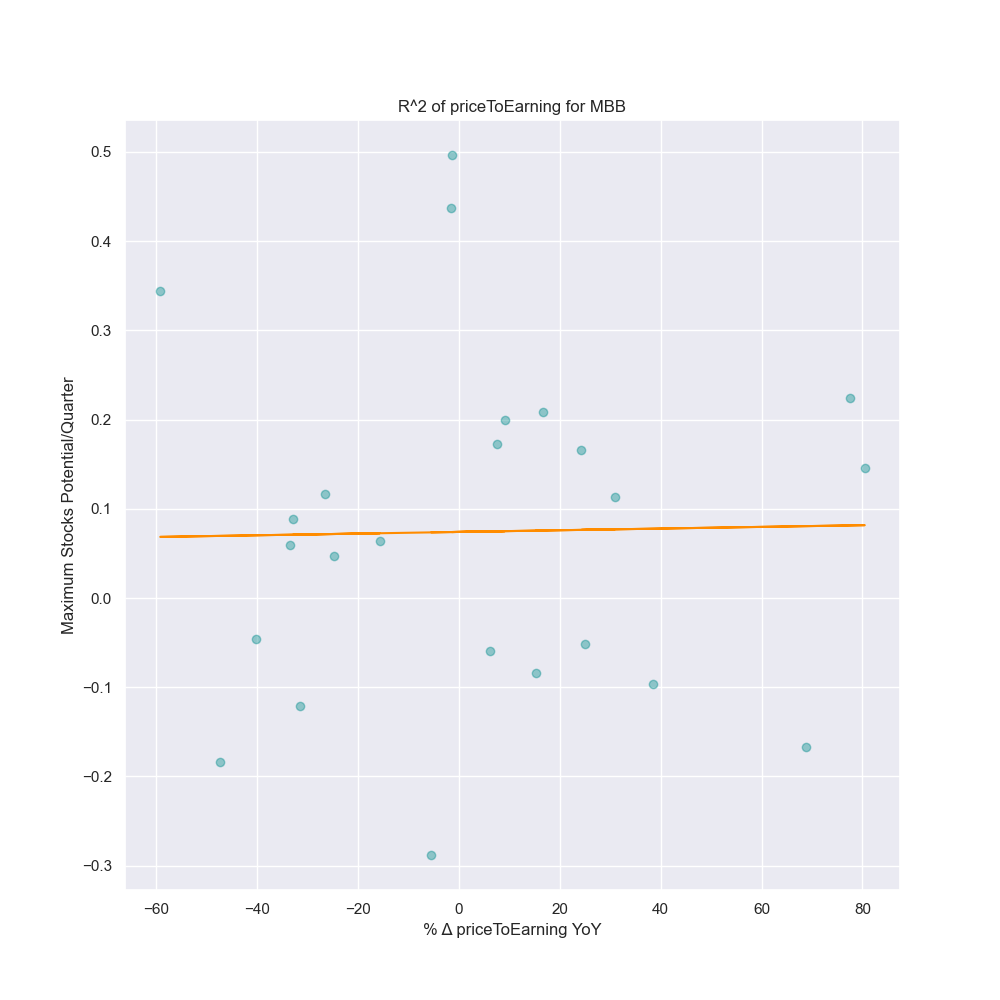 R^2 of priceToEarning for MBB
Maximum Stocks Potential/Quarter
0.5
0.4
0.3
0.2
0.1
0.0
−0.1
−0.2
−0.3
−60 −40 −20 0 20 40 60 80
% Δ priceToEarning YoY